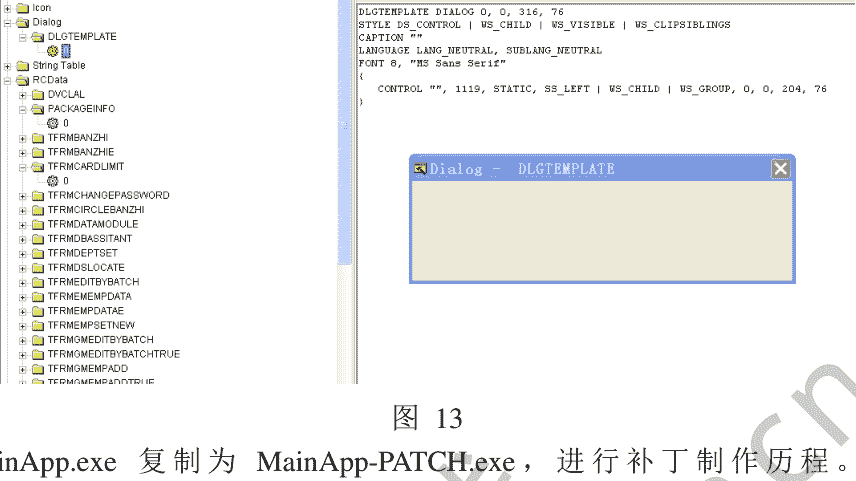 Icon
Dialog
DLGTEMPLATE
0
String Table
RCData
DVCLAL
PACKAGEINFO
0
TFRMBANZHI
TFRMBANZHIE
TFRMCARDLIMIT
0
TFRMCHANGEPASSWORD
TFRMCIRCLEBANZHI
TFRMDATAMODULE
TFRMDBASSITANT
TFRMDEPTSET
TFRMDSLOCATE
TFRMEDITBYBATCH
TFRMEMEMPDATA
TFRMEMPDATAE
TFRMEMPSETNEW
TFRMGMEDITBYBATCH
TFRMGMEDITBYBATCHTRUE
TFRMGMEMPADD
TFRMGMEMPADDTRUE
DLGTEMPLATE DIALOG 0, 0, 316, 76
STYLE DS_CONTROL | WS_CHILD | WS_VISIBLE | WS_CLIPSIBLINGS
CAPTION ""
LANGUAGE LANG_NEUTRAL, SUBLANG_NEUTRAL
FONT 8, "MS Sans Serif"
{
CONTROL "", 1119, STATIC, SS_LEFT | WS_CHILD | WS_GROUP, 0, 0, 204, 76
}
Dialog - DLGTEMPLATE
图 13
inApp.exe 复制为 MainApp-PATCH.exe，进行补丁制作历程。